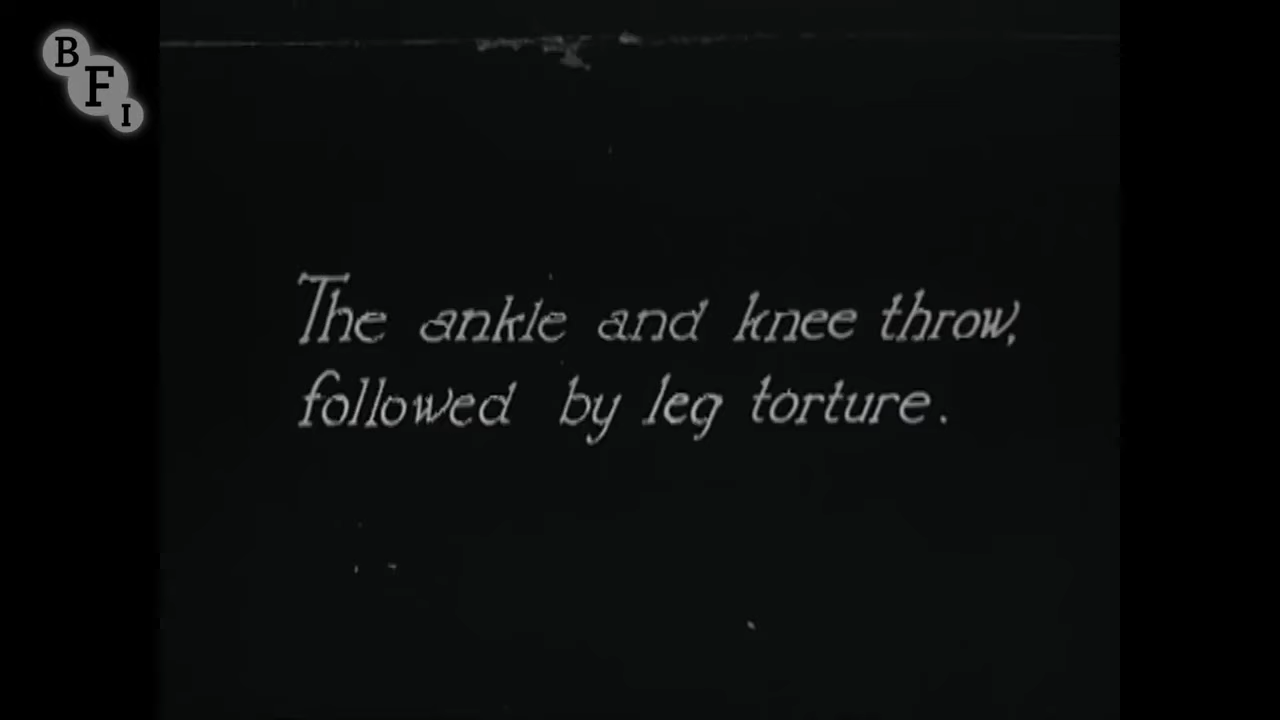 BFI
The ankle and knee throw,
followed by leg torture.